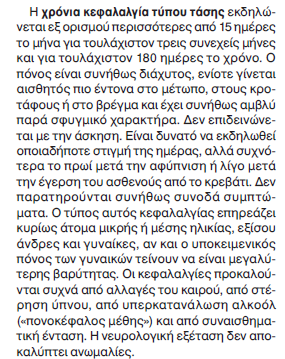 Η χρόνια κεφαλαλγία τύπου τάσης εκδηλώ-
νεται εξ ορισμού περισσότερες από 15 ημέρες
το μήνα για τουλάχιστον τρεις συνεχείς μήνες
και για τουλάχιστον 180 ημέρες το χρόνο. Ο
πόνος είναι συνήθως διάχυτος, ενίοτε γίνεται
αισθητός πιο έντονα στο μέτωπο, στους κρο-
τάφους ή στο βρέγμα και έχει συνήθως αμβλύ
παρά σφυγμικό χαρακτήρα. Δεν επιδεινώνε-
ται με την άσκηση. Είναι δυνατό να εκδηλωθεί
οποιαδήποτε στιγμή της ημέρας, αλλά συχνό-
τερα το πρωί μετά την αφύπνιση ή λίγο μετά
την έγερση του ασθενούς από το κρεβάτι. Δεν
παρατηρούνται συνήθως συνοδά συμπτώ-
ματα. Ο τύπος αυτός κεφαλαλγίας επηρεάζει
κυρίως άτομα μικρής ή μέσης ηλικίας, εξίσου
άνδρες και γυναίκες, αν και ο υποκειμενικός
πόνος των γυναικών τείνουν να είναι μεγαλύ-
τερης βαρύτητας. Οι κεφαλαλγίες προκαλού-
νται συχνά από αλλαγές του καιρού, από στέ-
ρηση ύπνου, από υπερκατανάλωση αλκοόλ
(«πονοκέφαλος μέθης») και από συναισθημα-
τική ένταση. Η νευρολογική εξέταση δεν απο-
καλύπτει ανωμαλίες.